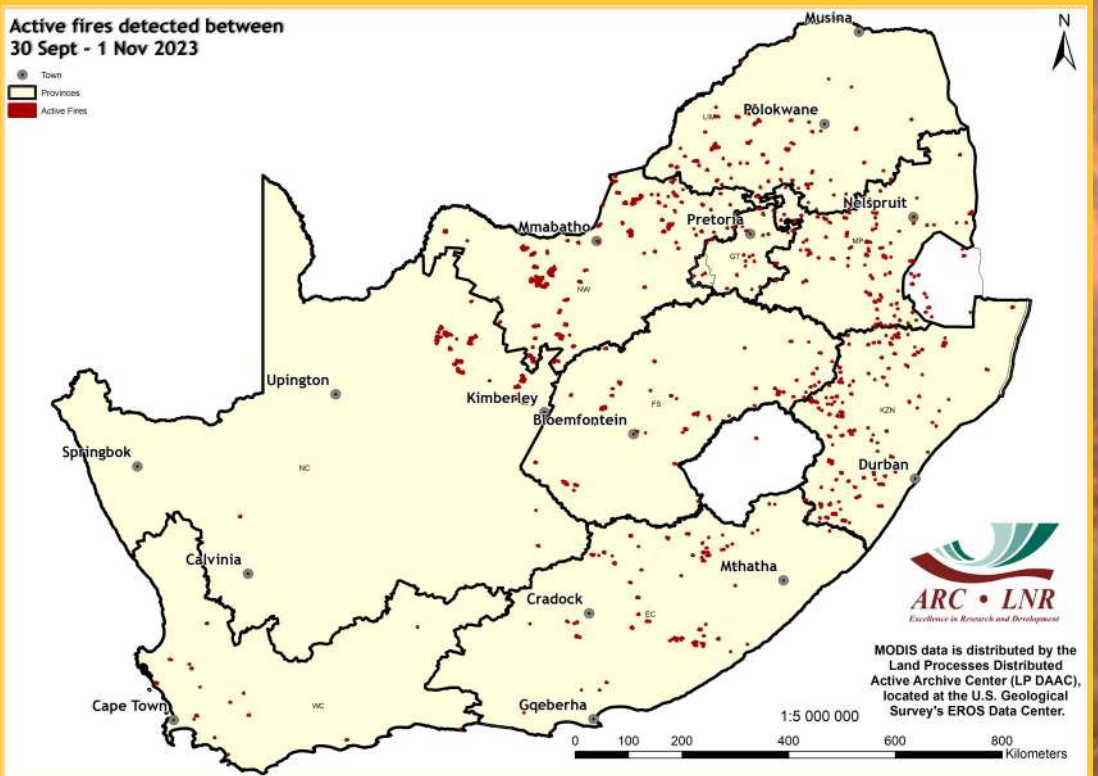 Active fires detected between
30 Sept - 1 Nov 2023
Town
Provinces
Active Fires
N
Musina
LIM
Polokwane
Nelspruit
Pretoria
Mmabatho
MP
GT
NW
Upington
Kimberley
Bloemfontein
FS
KZN
Springbok
NC
Durban
Calvinia
Mthatha
Cradock
EC
Cape Town
WC
Gqeberha
ARC • LNR
Excellence in Research and Development
MODIS data is distributed by the
Land Processes Distributed
Active Archive Center (LP DAAC),
located at the U.S. Geological
Survey's EROS Data Center.
1:5 000 000
0 100 200 400 600 800
Kilometers